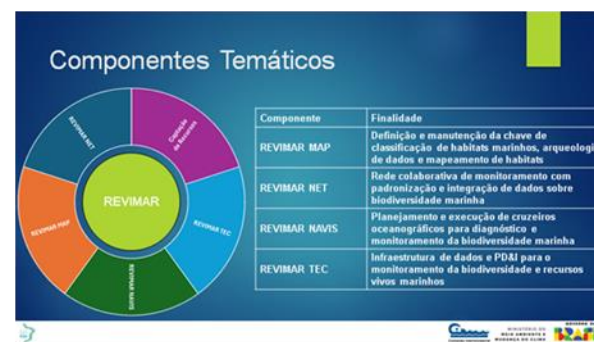 Componentes Temáticos
REVIMAR NET
Captação
de Recursos
REVIMAR
REVIMAR MAP
REVIMAR TEC
REVIMAR NAVIS
Componente Finalidade
REVIMAR MAP
Definição e manutenção da chave de
classificação de habitats marinhos, arqueologi
de dados e mapeamento de habitats
REVIMAR NET
Rede colaborativa de monitoramento com
padronização e integração de dados sobre
biodiversidade marinha
REVIMAR NAVIS
Planejamento e execução de cruzeiros
oceanográficos para diagnóstico e
monitoramento da biodiversidade marinha
REVIMAR TEC
Infraestrutura de dados e PD&I para o
monitoramento da biodiversidade e recursos
vivos marinhos
MINISTÉRIO DO
MEIO AMBIENTE E
MUDANÇA DO CLIMA
GOVERNO